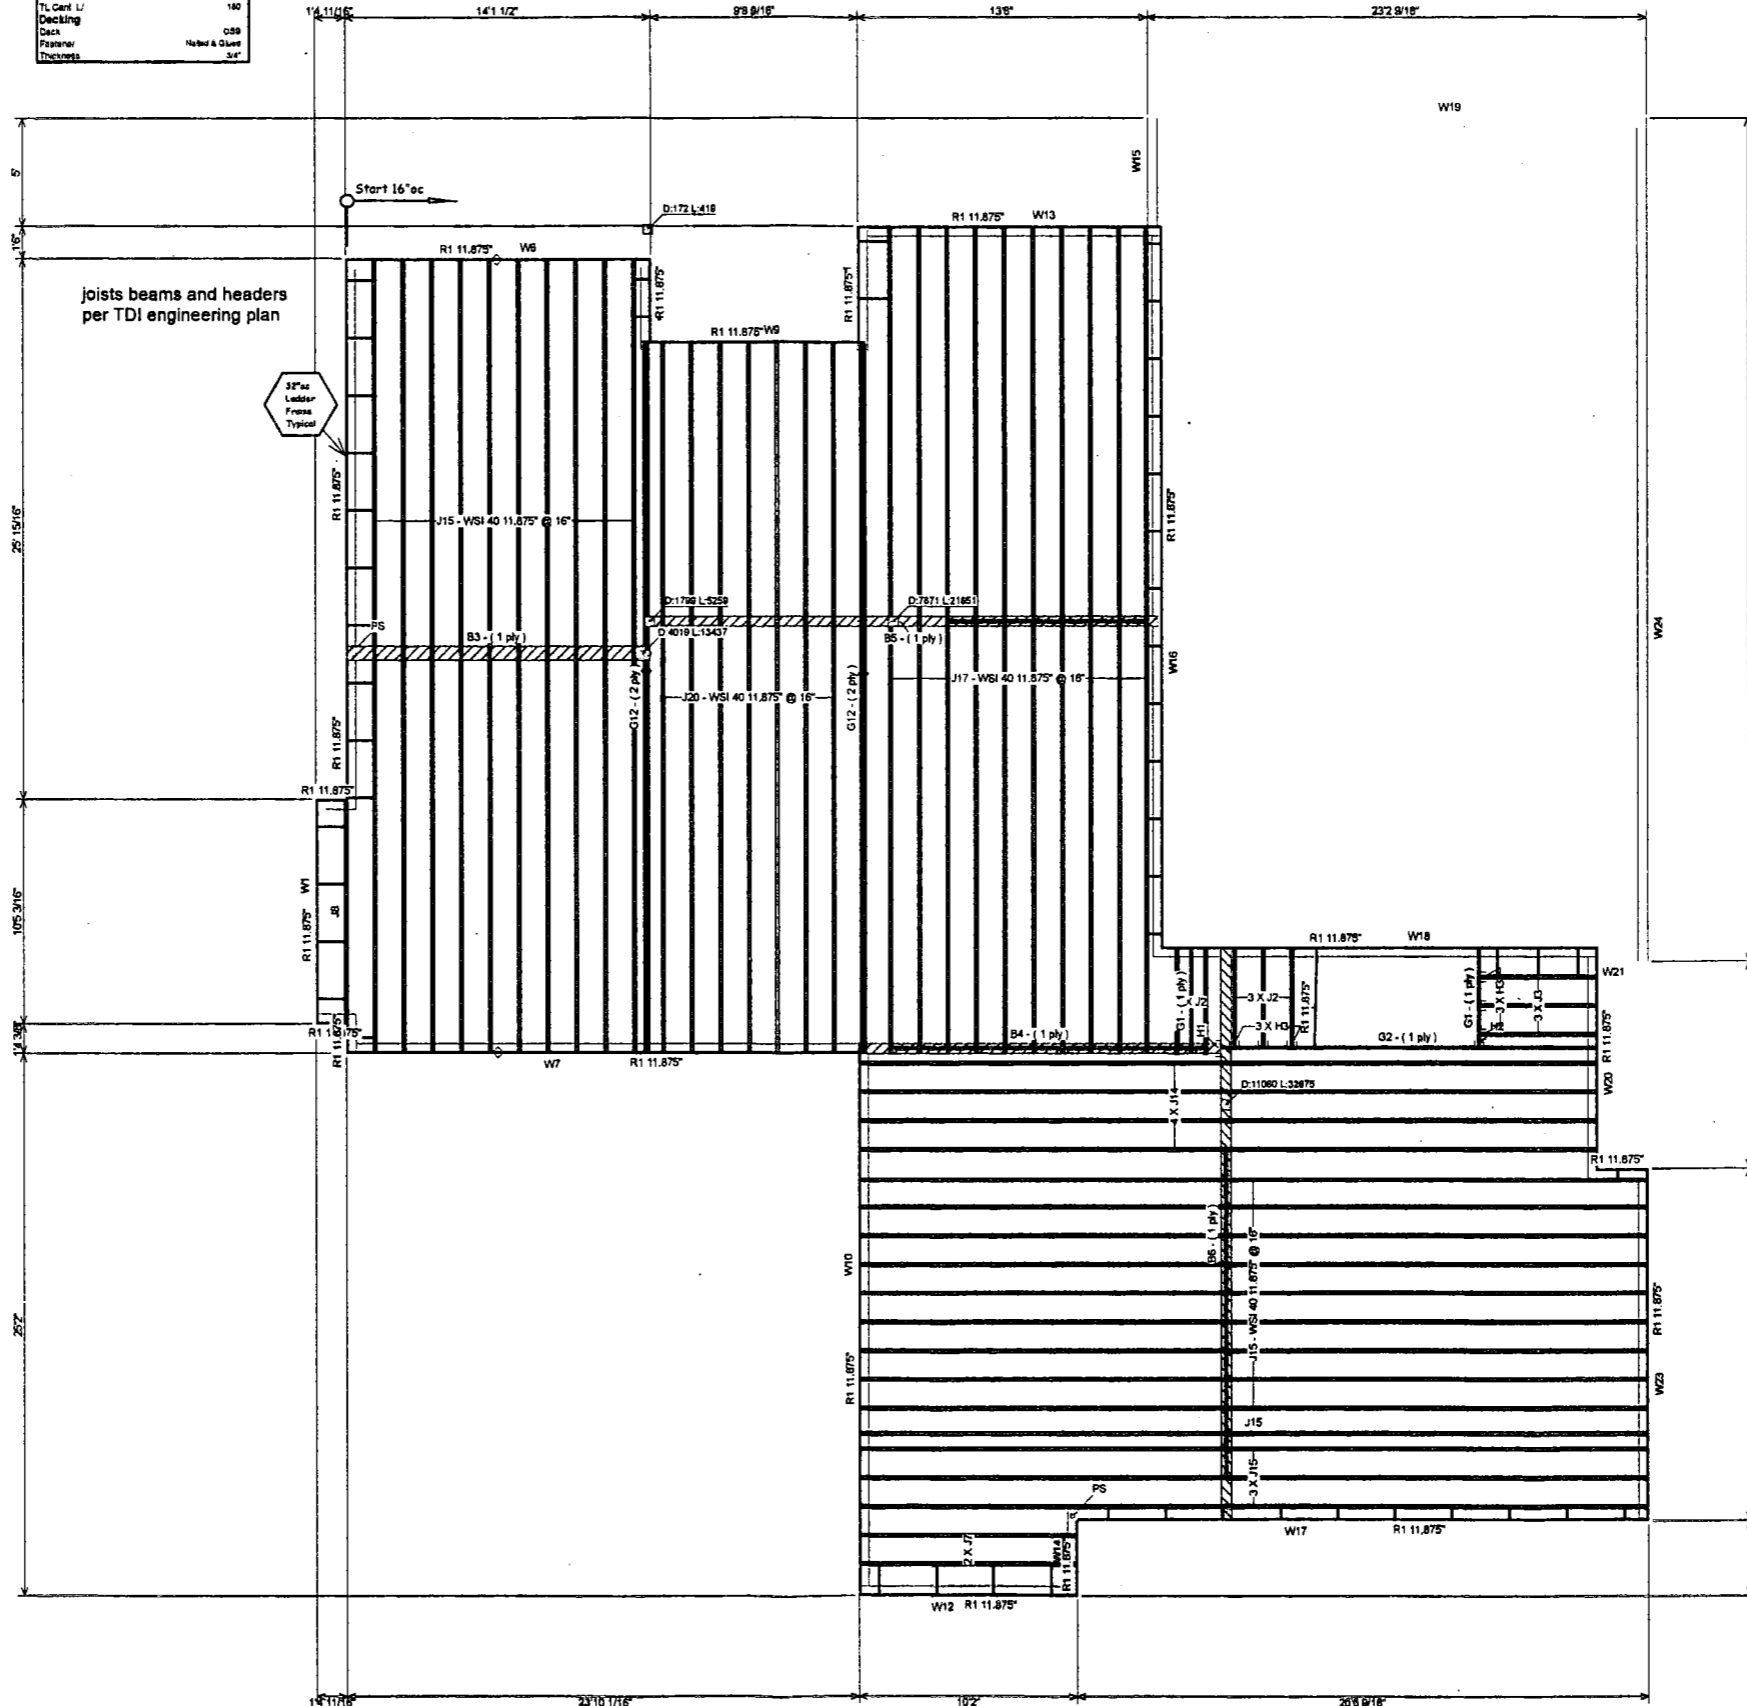 TL Cant L/ 180
Decking
Deck OSB
Fastener Nailed & Glued
Thickness 3/4"
1'4 11/16"
14'1 1/2"
9'8 9/16"
13'6"
23'2 9/16"
W19
W15
5'
Start 16"oc
D:172 L:419
R1 11.875" W13
1'6"
R1 11.875" W6
joists beams and headers
per TDI engineering plan
R1 11.875"
R1 11.875"
R1 11.875" W9
32"oc
Ladder
Frame
Typical
R1 11.875"
J15 - WSI 40 11.875" @ 16"
R1 11.875"
25' 15/16"
D:1799 L:5259
D:7871 L:21851
PS
B3 - ( 1 ply )
D:4019 L:13437
B5 - ( 1 ply )
W24
W16
G12 - ( 2 ply )
J20 - WSI 40 11.875" @ 16"
G12 - ( 2 ply )
J17 - WSI 40 11.875" @ 16"
R1 11.875"
R1 11.875"
W1
J8
R1 11.875"
10'5 3/16"
R1 11.875" W18
W21
G1 - ( 1 ply )
X J2
H1
3 X J2
3 X H3
R1 11.875"
G1 - ( 1 ply )
3 X H3
3 X J3
G2 - ( 1 ply )
R1 11.875"
1'4 3/8"
R1 11.875"
R1 11.875"
B4 - ( 1 ply )
W7
R1 11.875"
W20
4 X J14
D:11060 L:32875
R1 11.875"
W10
B6 - ( 1 ply )
J15 - WSI 40 11.875" @ 16"
R1 11.875"
25'2"
R1 11.875"
W23
J15
3 X J15
PS
W17
R1 11.875"
2 X J7
W14
R1 11.875"
W12 R1 11.875"
1'4 11/16"
23'10 1/16"
10'2"
26'6 9/16"